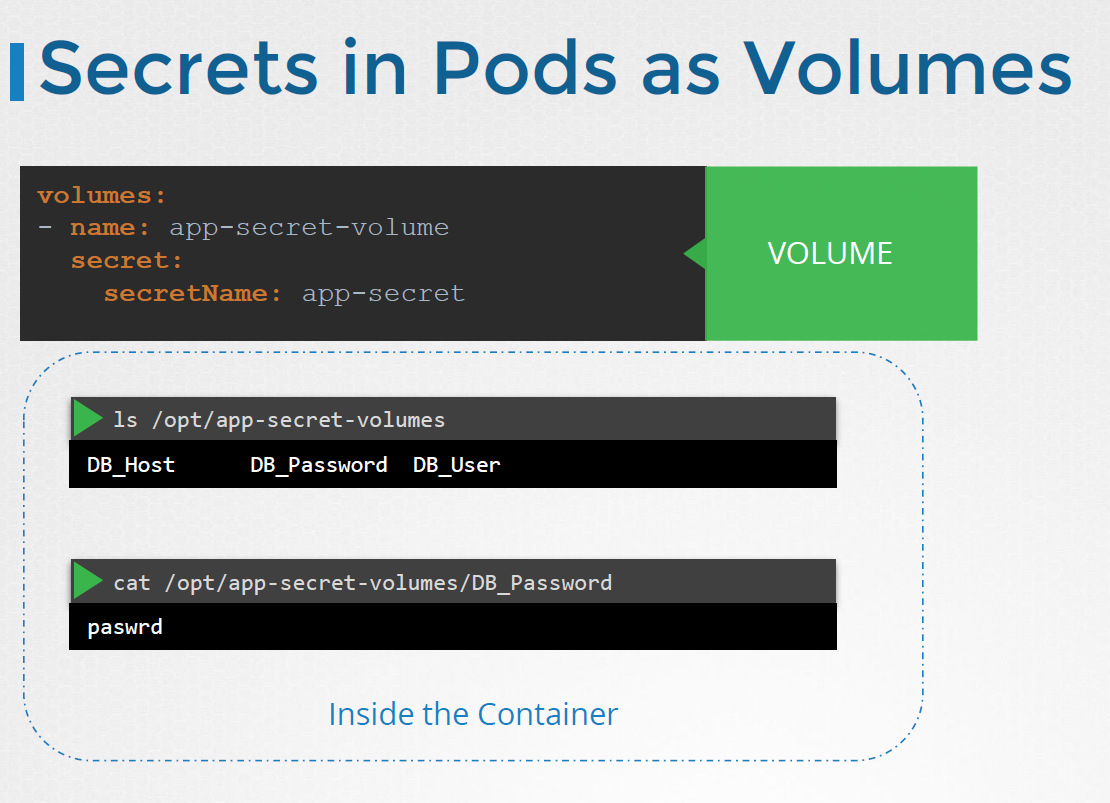 Secrets in Pods as Volumes
volumes:
- name: app-secret-volume
  secret:
    secretName: app-secret
VOLUME
ls /opt/app-secret-volumes
DB_Host DB_Password DB_User
cat /opt/app-secret-volumes/DB_Password
paswrd
Inside the Container